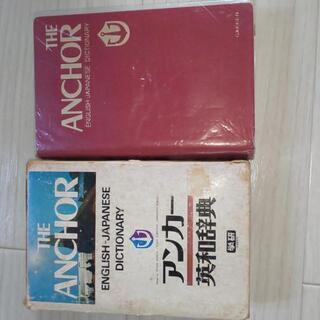 THE
ANCHOR
ENGLISH-JAPANESE DICTIONARY
GAKKEN
THE
ANCHOR
ENGLISH-JAPANESE
DICTIONARY
アンカー
英和辞典
学研